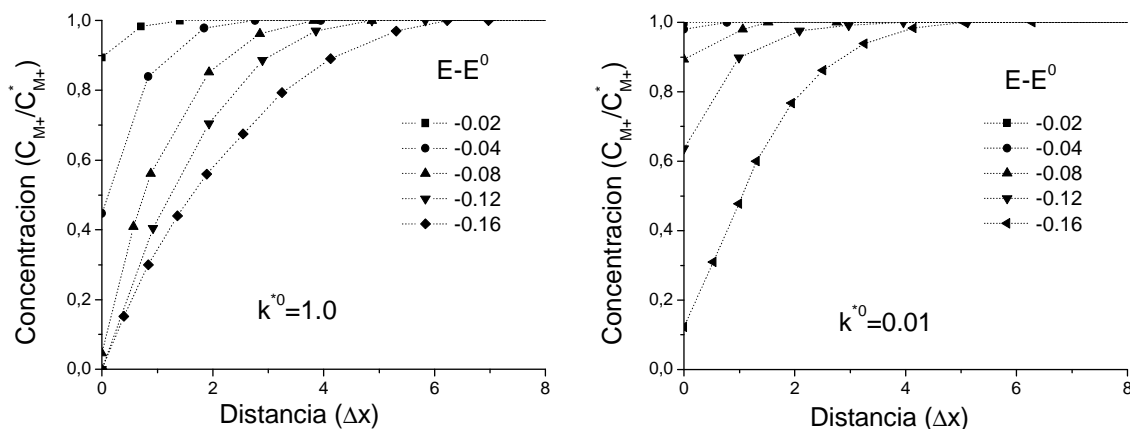 Concentracion (C_M+/C*_M+)
1,0
0,8
0,6
0,4
0,2
0,0
E-E^0
-0.02
-0.04
-0.08
-0.12
-0.16
k^*0=1.0
0 2 4 6 8
Distancia (Δx)
Concentracion (C_M+/C*_M+)
1,0
0,8
0,6
0,4
0,2
0,0
E-E^0
-0.02
-0.04
-0.08
-0.12
-0.16
k^*0=0.01
0 2 4 6 8
Distancia (Δx)